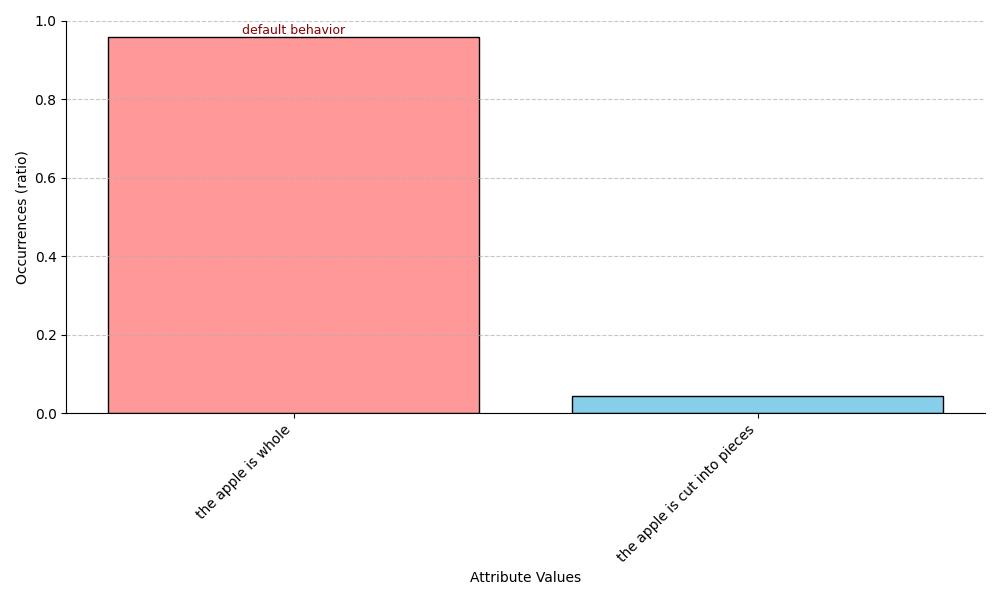 default behavior
1.0
0.8
0.6
0.4
0.2
0.0
Occurrences (ratio)
the apple is whole
the apple is cut into pieces
Attribute Values